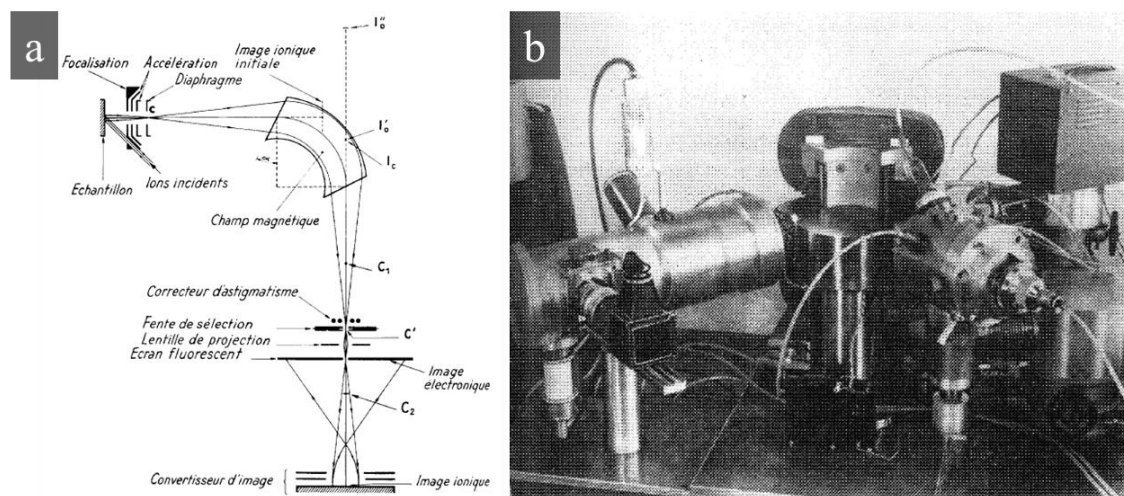 a
Focalisation
Accélération
Diaphragme
C
Image ionique
initiale
I"o
I'o
Ic
Echantillon
Ions incidents
Champ magnétique
C1
Correcteur d'astigmatisme
Fente de sélection
C'
Lentille de projection
Ecran fluorescent
Image
électronique
C2
Convertisseur d'image
Image ionique
b